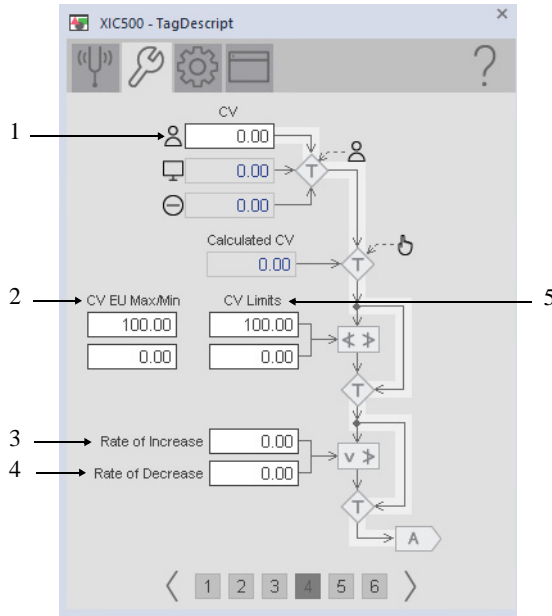 XIC500 - TagDescript
×
?
CV
1
0.00
T
0.00
0.00
Calculated CV
0.00
T
2
CV EU Max/Min
CV Limits
5
100.00
100.00
0.00
0.00
T
3
Rate of Increase
0.00
4
Rate of Decrease
0.00
T
A
1 2 3 4 5 6